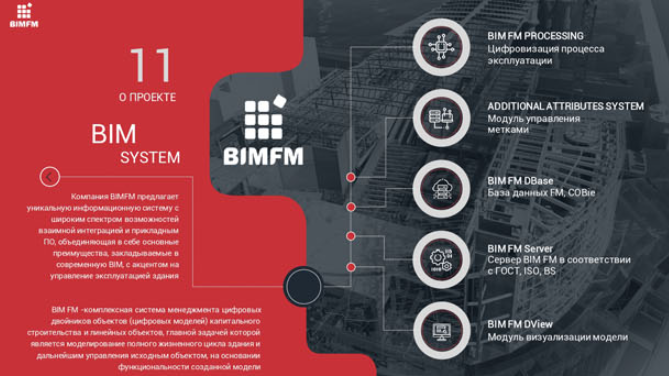 BIMFM
11
О ПРОЕКТЕ
BIM
SYSTEM
Компания BIMFM предлагает
уникальную информационную систему с
широким спектром возможностей
взаимной интеграции и прикладным
ПО, объединяющая в себе основные
преимущества, закладываемые в
современную BIM, с акцентом на
управление эксплуатацией здания
BIM FM -комплексная система менеджмента цифровых
двойников объектов (цифровых моделей) капитального
строительства и линейных объектов, главной задачей которой
является моделирование полного жизненного цикла здания и
дальнейшим управления исходным объектом, на основании
функциональности созданной модели
BIMFM
BIM FM PROCESSING
Цифровизация процесса
эксплуатации
ADDITIONAL ATTRIBUTES SYSTEM
Модуль управления
метками
BIM FM DBase
База данных FM, COBie
BIM FM Server
Сервер BIM FM в соответствии
с ГОСТ, ISO, BS
BIM FM DView
Модуль визуализации модели